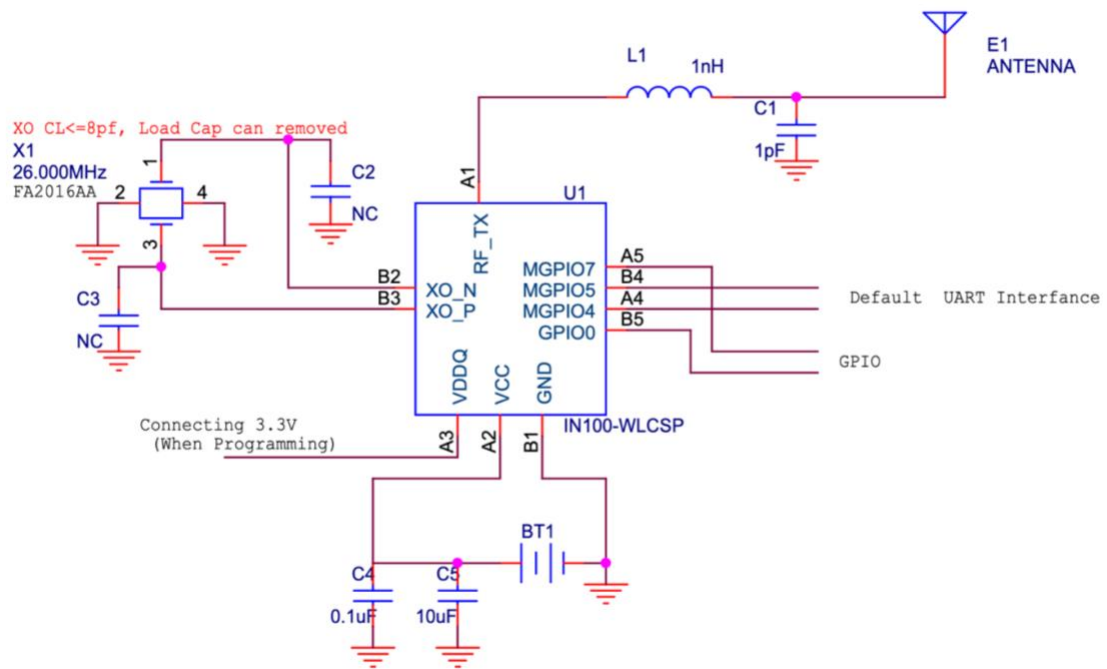 E1
ANTENNA
L1
1nH
C1
1pF
XO CL<=8pf, Load Cap can removed
X1
26.000MHz
FA2016AA
1
2
4
3
C2
NC
C3
NC
A1
U1
RF_TX
B2
XO_N
B3
XO_P
MGPIO7
A5
MGPIO5
B4
MGPIO4
A4
GPIO0
B5
Default UART Interfance
GPIO
VDDQ
VCC
GND
IN100-WLCSP
A3
A2
B1
Connecting 3.3V
(When Programming)
BT1
C4
0.1uF
C5
10uF